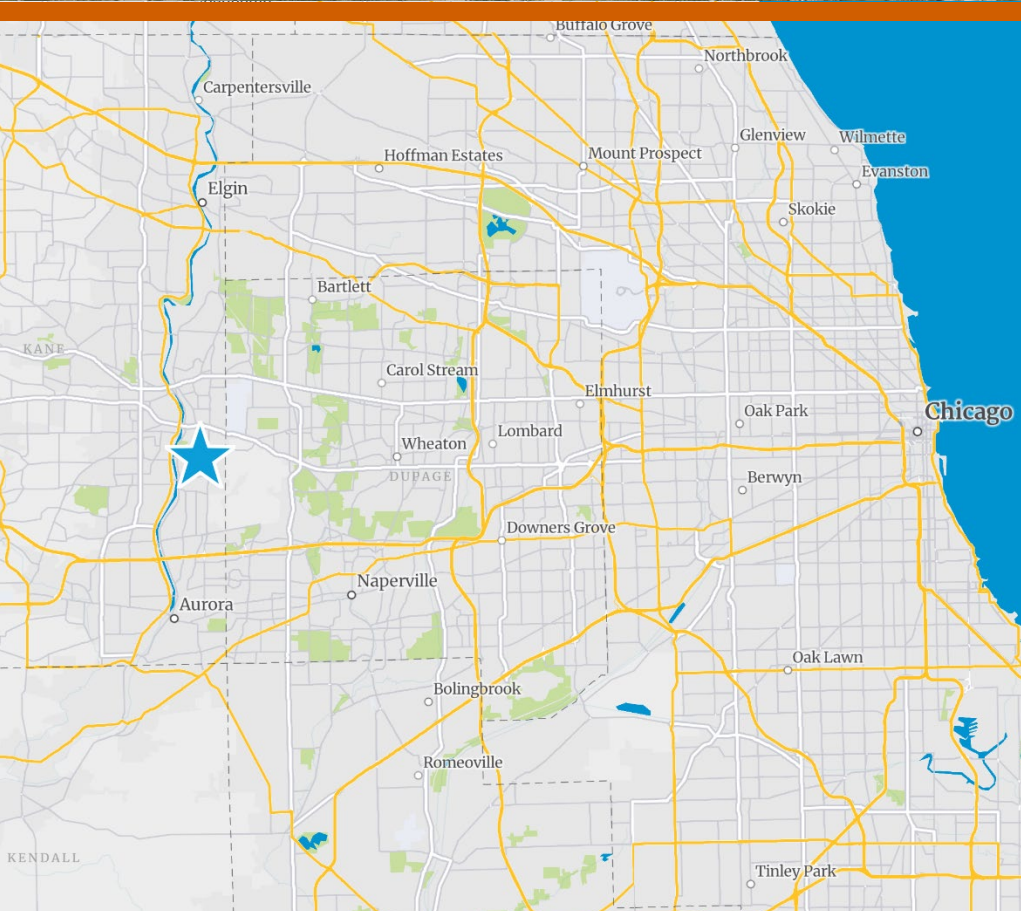 Buffalo Grove
Northbrook
Carpentersville
Glenview
Wilmette
Hoffman Estates
Mount Prospect
Evanston
Elgin
Skokie
Bartlett
KANE
Carol Stream
Elmhurst
Oak Park
Chicago
Lombard
Wheaton
DUPAGE
Berwyn
Downers Grove
Naperville
Aurora
Oak Lawn
Bolingbrook
Romeoville
KENDALL
Tinley Park